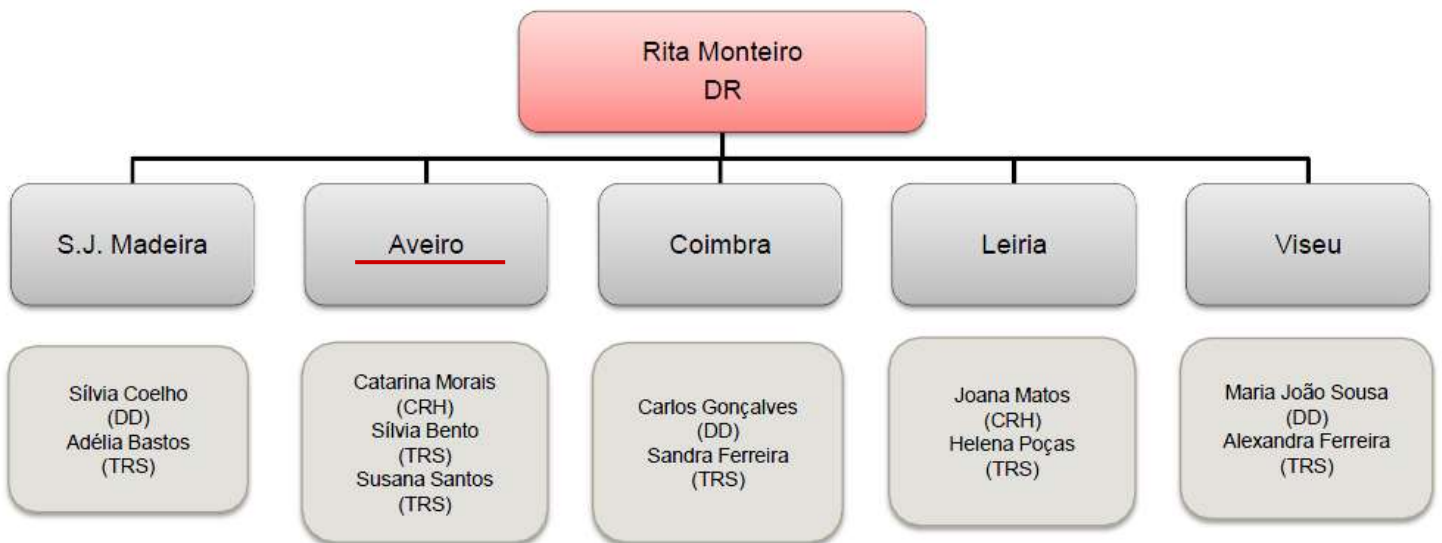 Rita Monteiro
DR
S.J. Madeira
Aveiro
Coimbra
Leiria
Viseu
Sílvia Coelho
(DD)
Adélia Bastos
(TRS)
Catarina Morais
(CRH)
Sílvia Bento
(TRS)
Susana Santos
(TRS)
Carlos Gonçalves
(DD)
Sandra Ferreira
(TRS)
Joana Matos
(CRH)
Helena Poças
(TRS)
Maria João Sousa
(DD)
Alexandra Ferreira
(TRS)